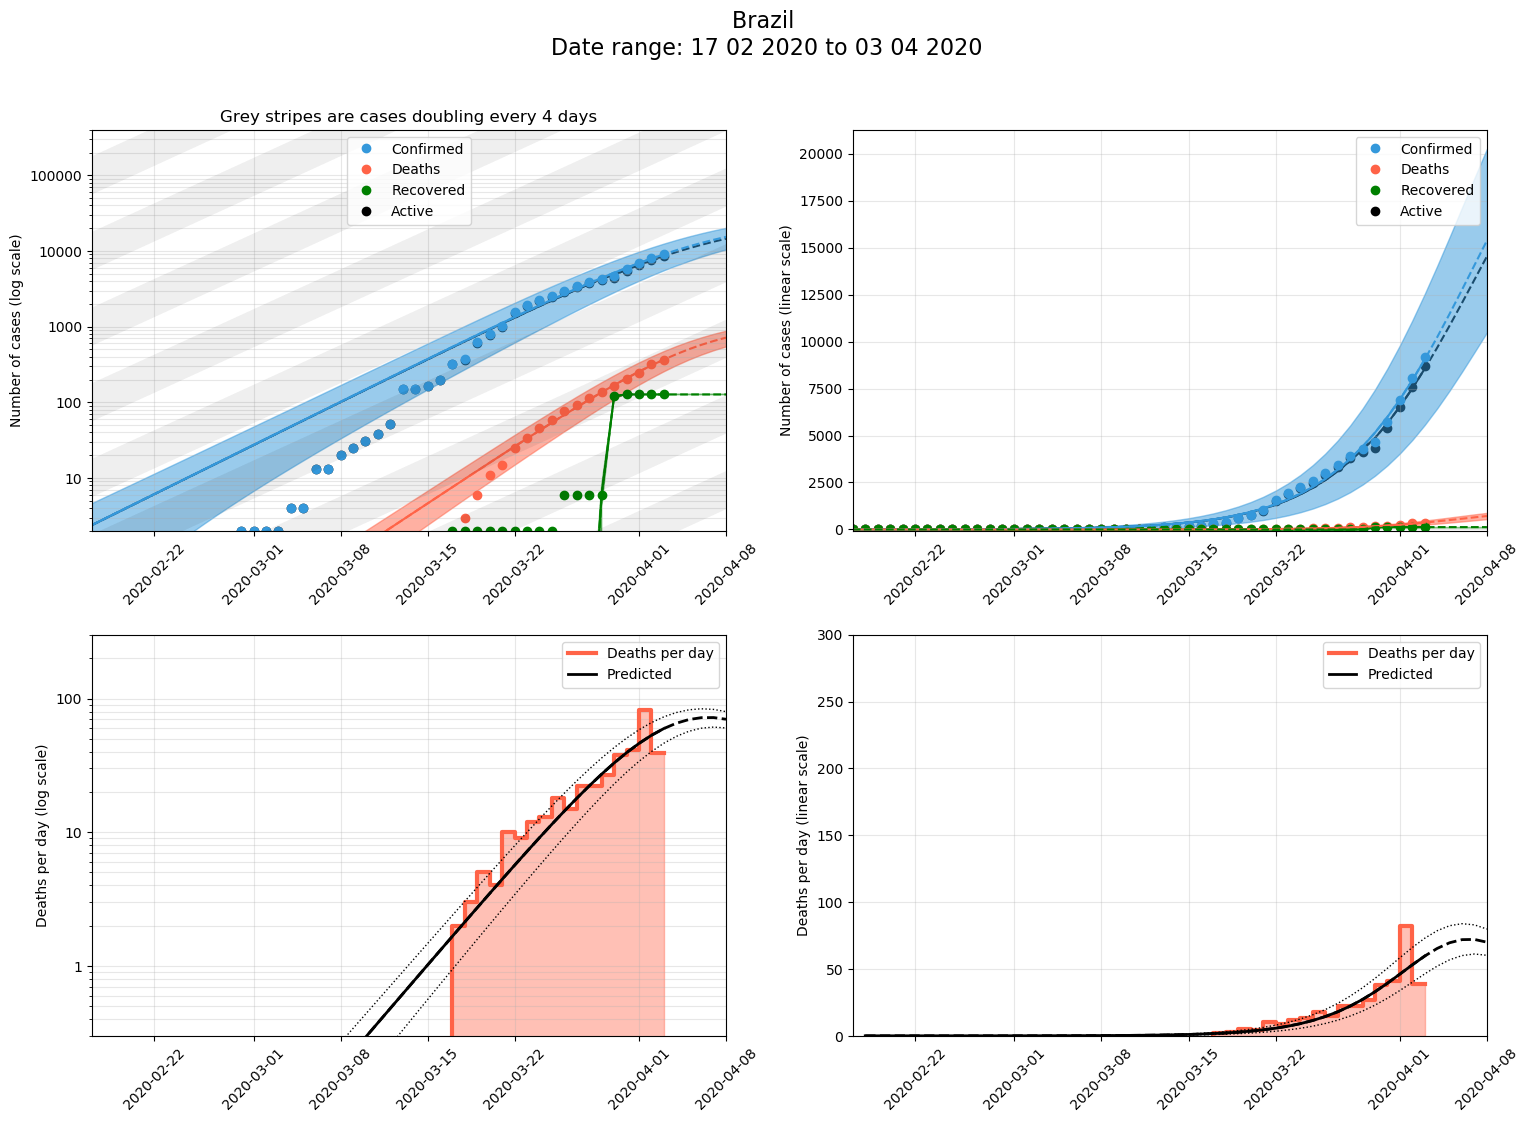 Brazil
Date range: 17 02 2020 to 03 04 2020
Grey stripes are cases doubling every 4 days
Number of cases (log scale)
100000
10000
1000
100
10
Confirmed
Deaths
Recovered
Active
2020-02-22
2020-03-01
2020-03-08
2020-03-15
2020-03-22
2020-04-01
2020-04-08
Number of cases (linear scale)
20000
17500
15000
12500
10000
7500
5000
2500
0
Confirmed
Deaths
Recovered
Active
2020-02-22
2020-03-01
2020-03-08
2020-03-15
2020-03-22
2020-04-01
2020-04-08
Deaths per day (log scale)
100
10
1
Deaths per day
Predicted
2020-02-22
2020-03-01
2020-03-08
2020-03-15
2020-03-22
2020-04-01
2020-04-08
Deaths per day (linear scale)
300
250
200
150
100
50
0
Deaths per day
Predicted
2020-02-22
2020-03-01
2020-03-08
2020-03-15
2020-03-22
2020-04-01
2020-04-08